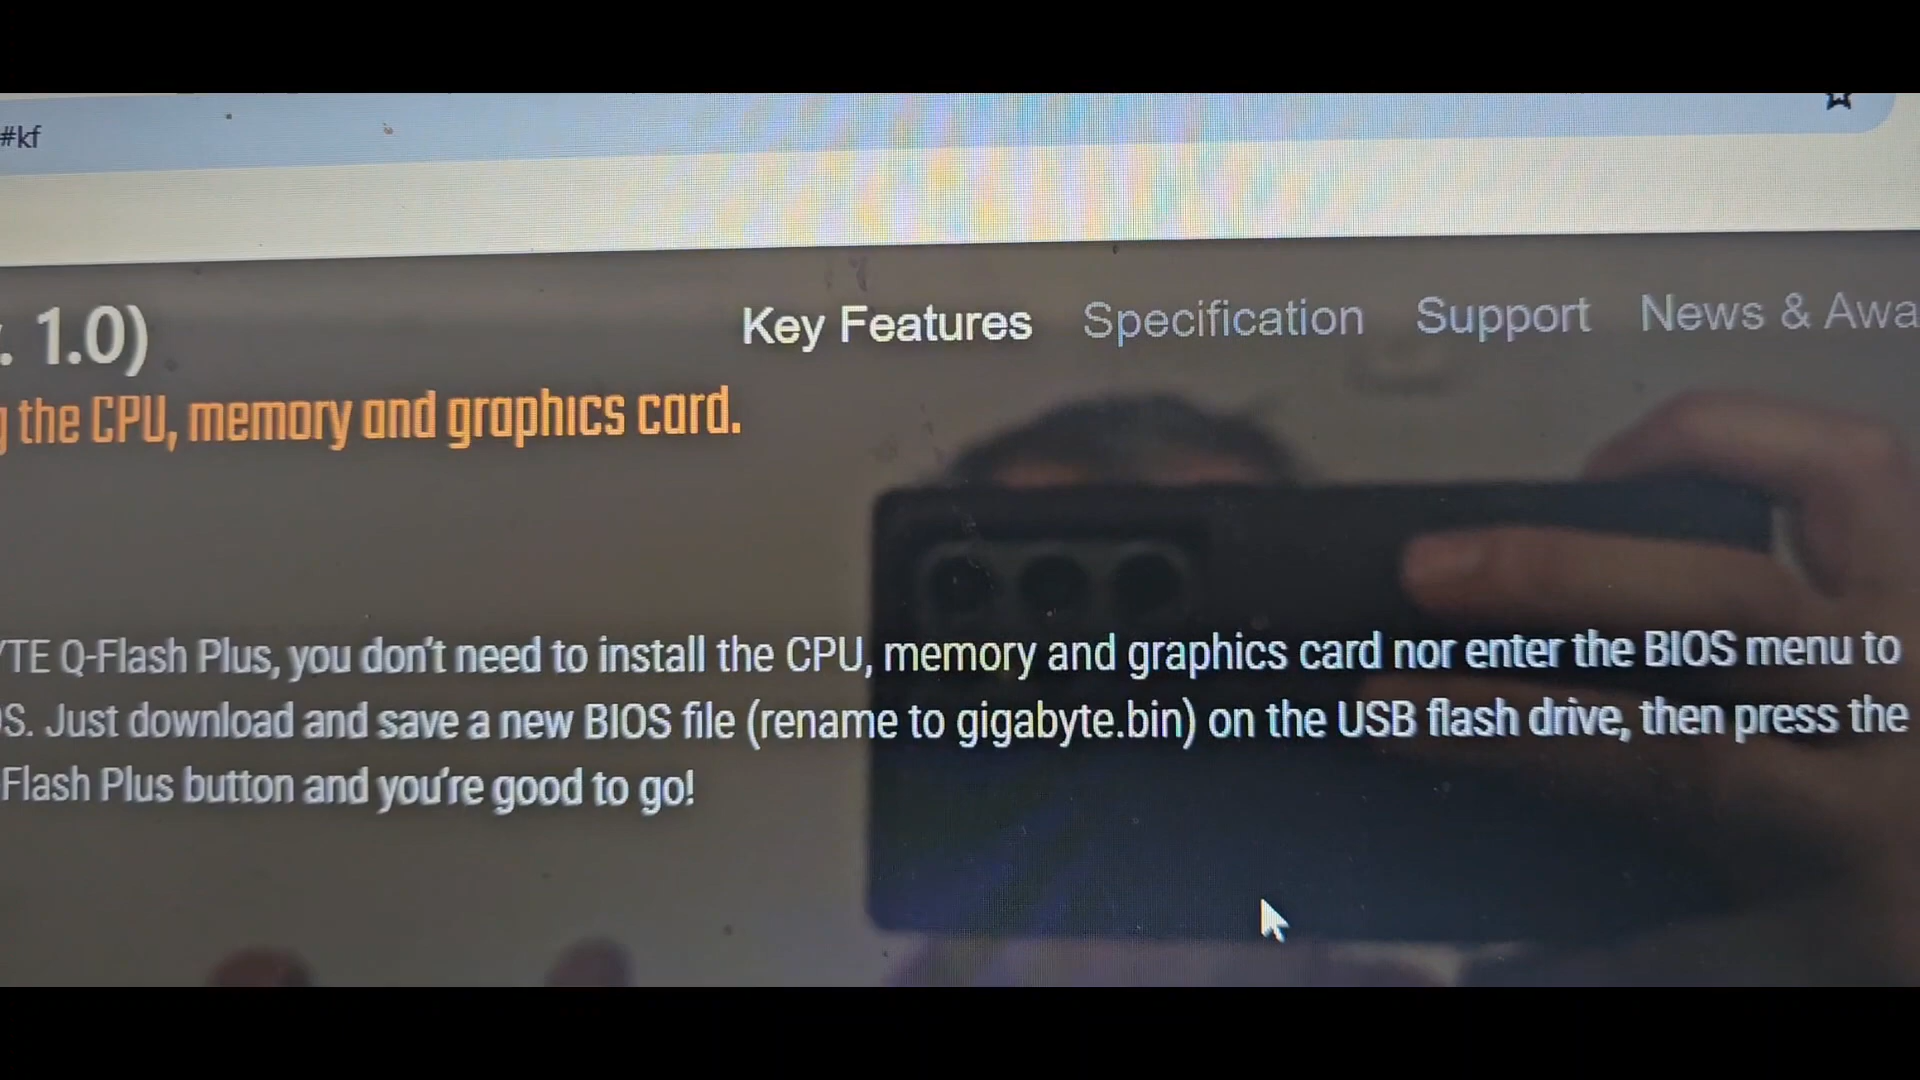 #kf
. 1.0)
Key Features Specification Support News & Awa
g the CPU, memory and graphics card.
YTE Q-Flash Plus, you don't need to install the CPU, memory and graphics card nor enter the BIOS menu to
OS. Just download and save a new BIOS file (rename to gigabyte.bin) on the USB flash drive, then press the
Flash Plus button and you're good to go!